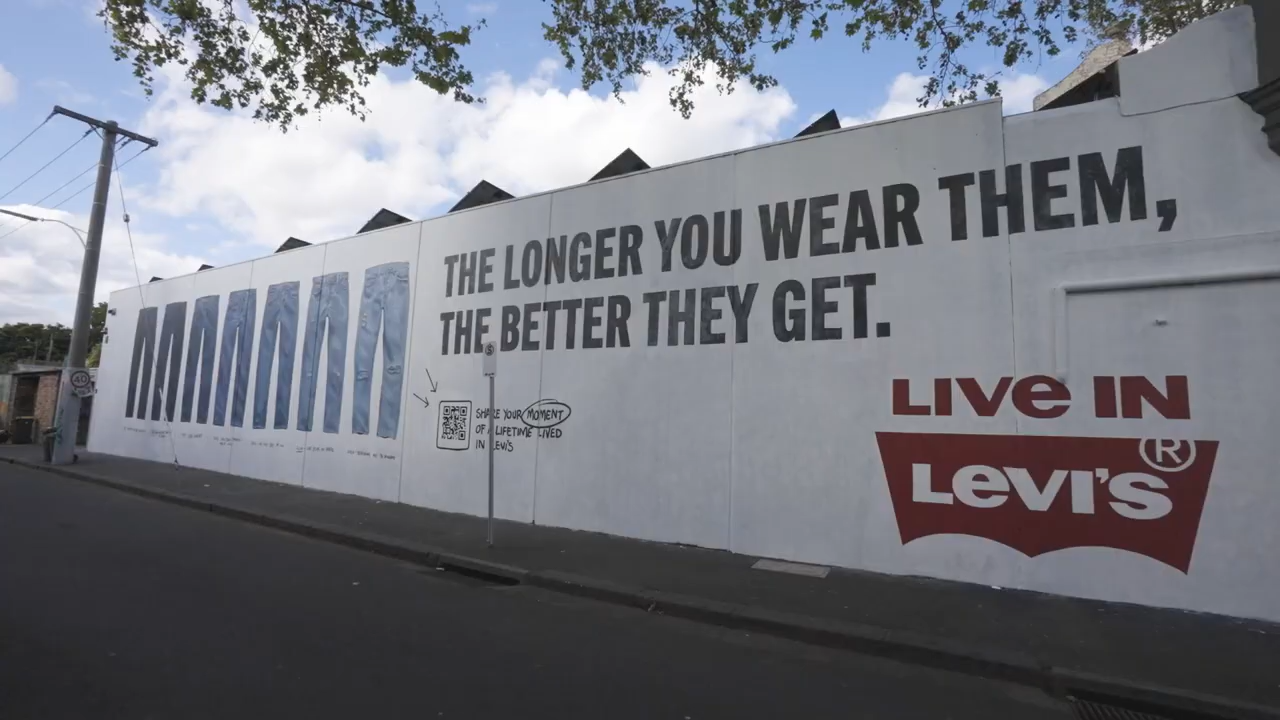 THE LONGER YOU WEAR THEM,
THE BETTER THEY GET.
SHARE YOUR MOMENT
OF A LIFETIME LIVED
IN LEVI'S
LIVE IN
LEVI'S
®
40